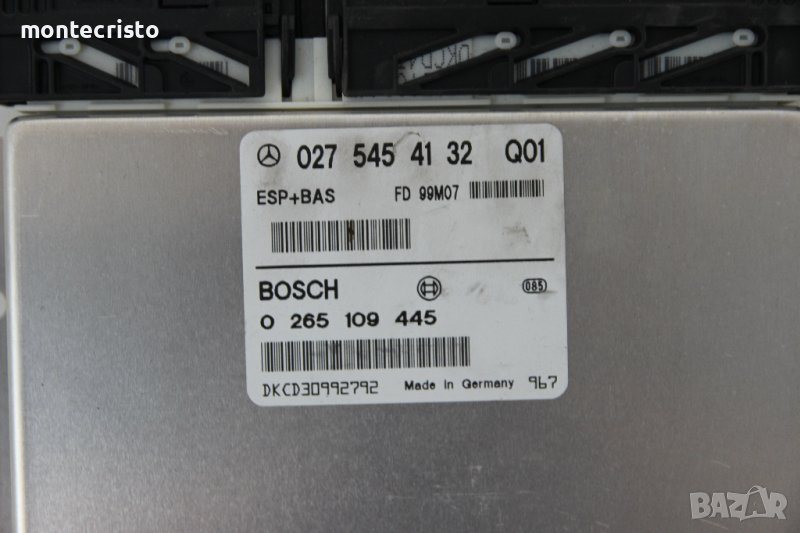 montecristo
027 545 41 32 Q01
ESP+BAS FD 99M07
BOSCH 085
0 265 109 445
DKCD30992792 Made in Germany 967
BAZAR